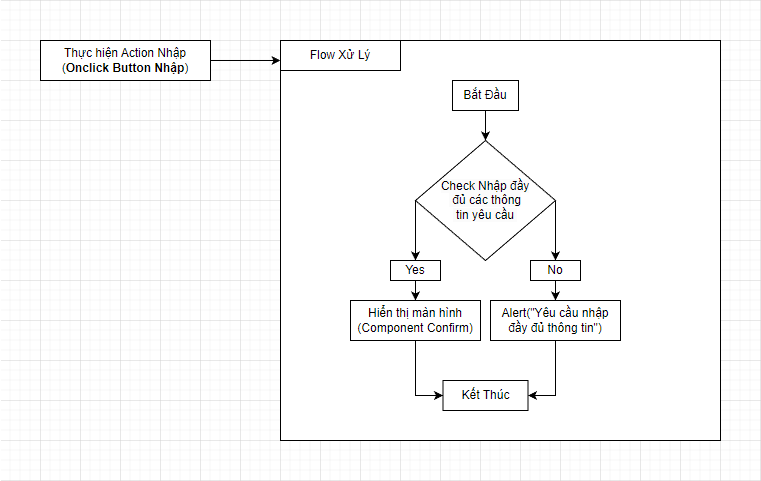 Thực hiện Action Nhập
(Onclick Button Nhập)
Flow Xử Lý
Bắt Đầu
Check Nhập đầy
đủ các thông
tin yêu cầu
Yes
No
Hiển thị màn hình
(Component Confirm)
Alert("Yêu cầu nhập
đầy đủ thông tin")
Kết Thúc